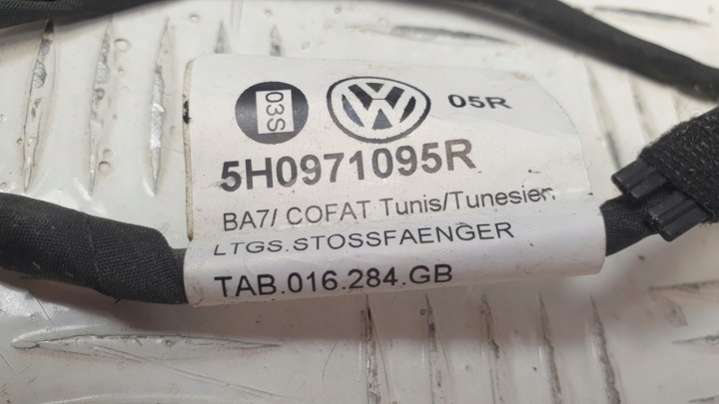 03S
05R
5H0971095R
BA7/ COFAT Tunis/Tunesien
LTGS.STOSSFAENGER
TAB.016.284.GB